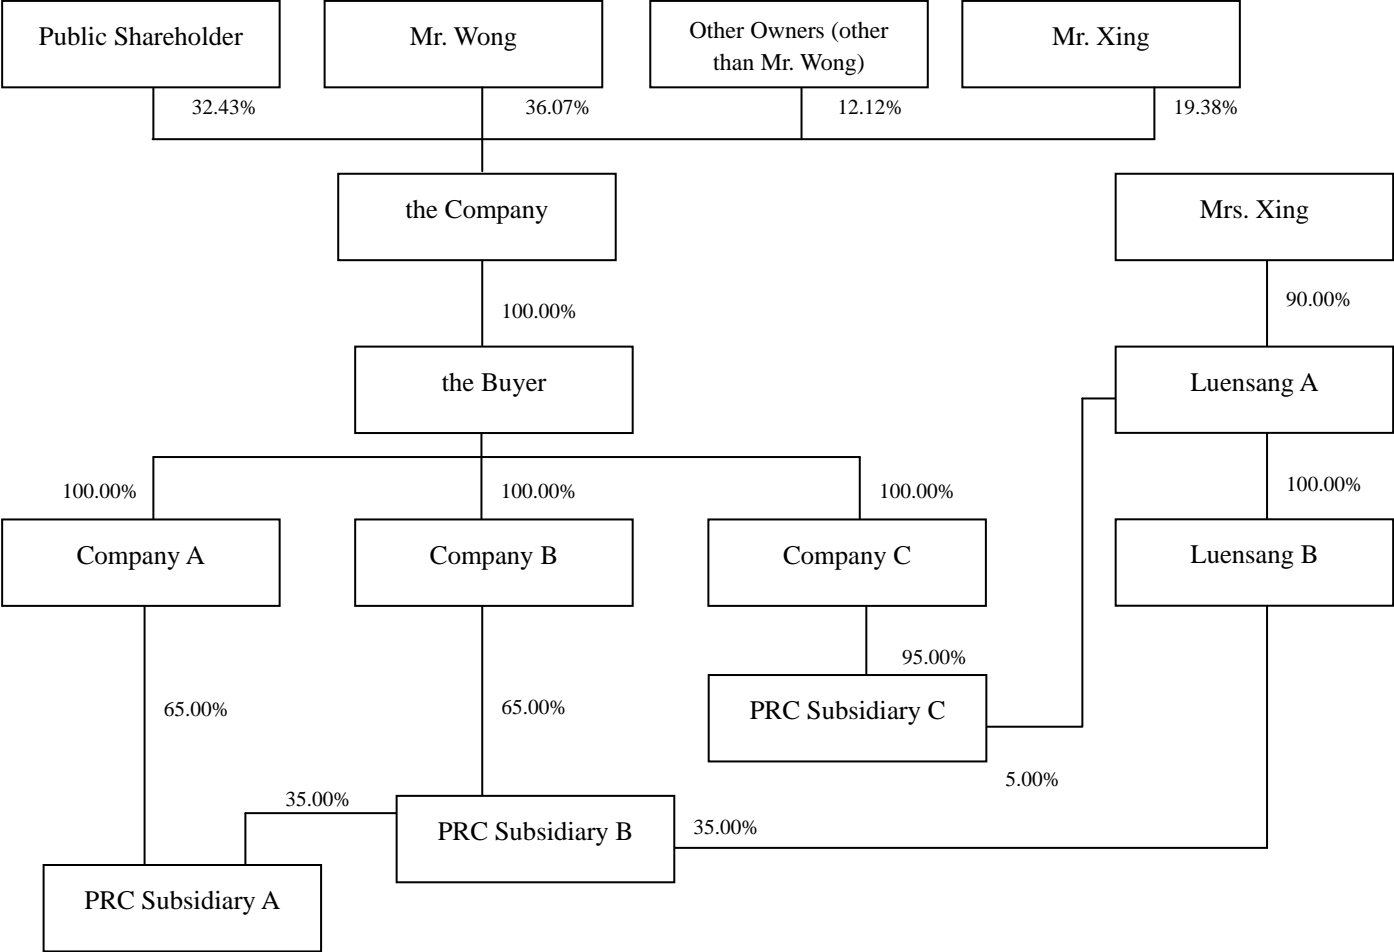 Public Shareholder
Mr. Wong
Other Owners (other
than Mr. Wong)
Mr. Xing
32.43%
36.07%
12.12%
19.38%
the Company
Mrs. Xing
100.00%
90.00%
the Buyer
Luensang A
100.00%
100.00%
100.00%
100.00%
Company A
Company B
Company C
Luensang B
95.00%
65.00%
65.00%
PRC Subsidiary C
5.00%
35.00%
PRC Subsidiary B
35.00%
PRC Subsidiary A